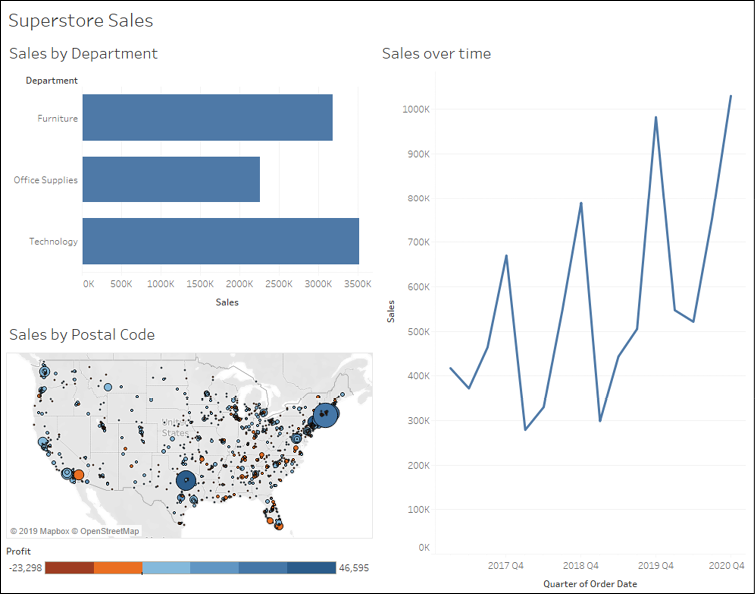 Superstore Sales
Sales by Department
Department
Furniture
Office Supplies
Technology
0K 500K 1000K 1500K 2000K 2500K 3000K 3500K
Sales
Sales by Postal Code
United
States
© 2019 Mapbox © OpenStreetMap
Profit
-23,298 46,595
Sales over time
1000K
900K
800K
700K
600K
500K
400K
300K
200K
100K
0K
Sales
2017 Q4 2018 Q4 2019 Q4 2020 Q4
Quarter of Order Date